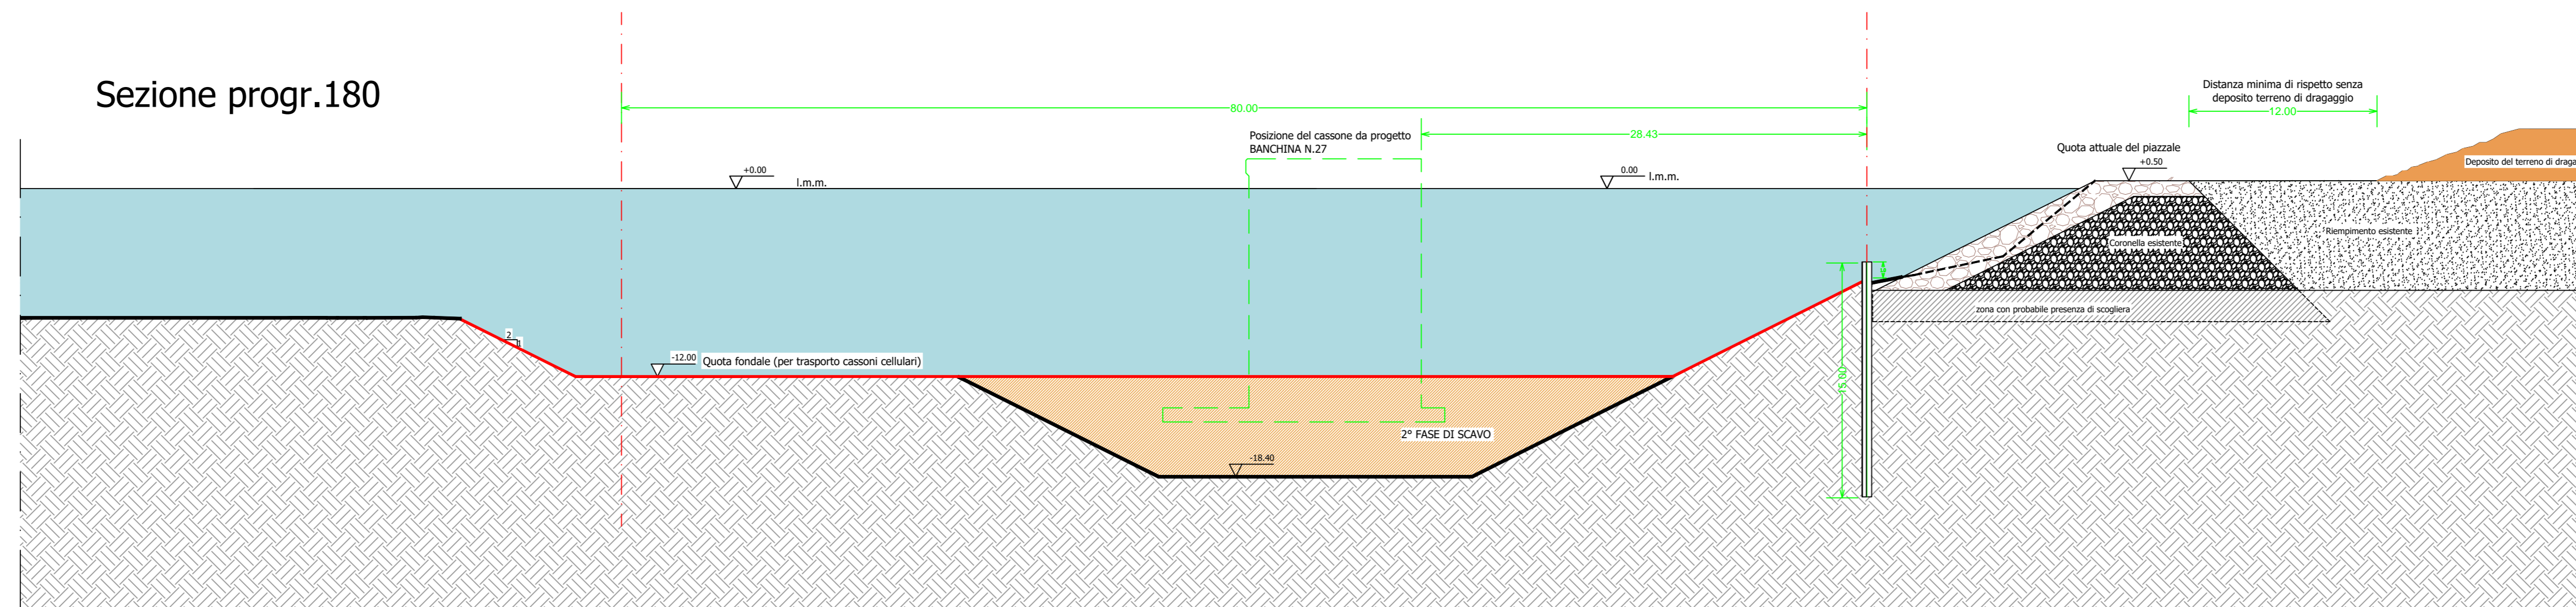 Sezione progr.180
Distanza minima di rispetto senza
deposito terreno di dragaggio
12.00
80.00
28.43
Posizione del cassone da progetto
BANCHINA N.27
Quota attuale del piazzale
+0.50
Deposito del terreno di draga
+0.00
l.m.m.
0.00
l.m.m.
Riempimento esistente
Coronella esistente
zona con probabile presenza di scogliera
2
1
-12.00
Quota fondale (per trasporto cassoni cellulari)
15.00
2° FASE DI SCAVO
-18.40